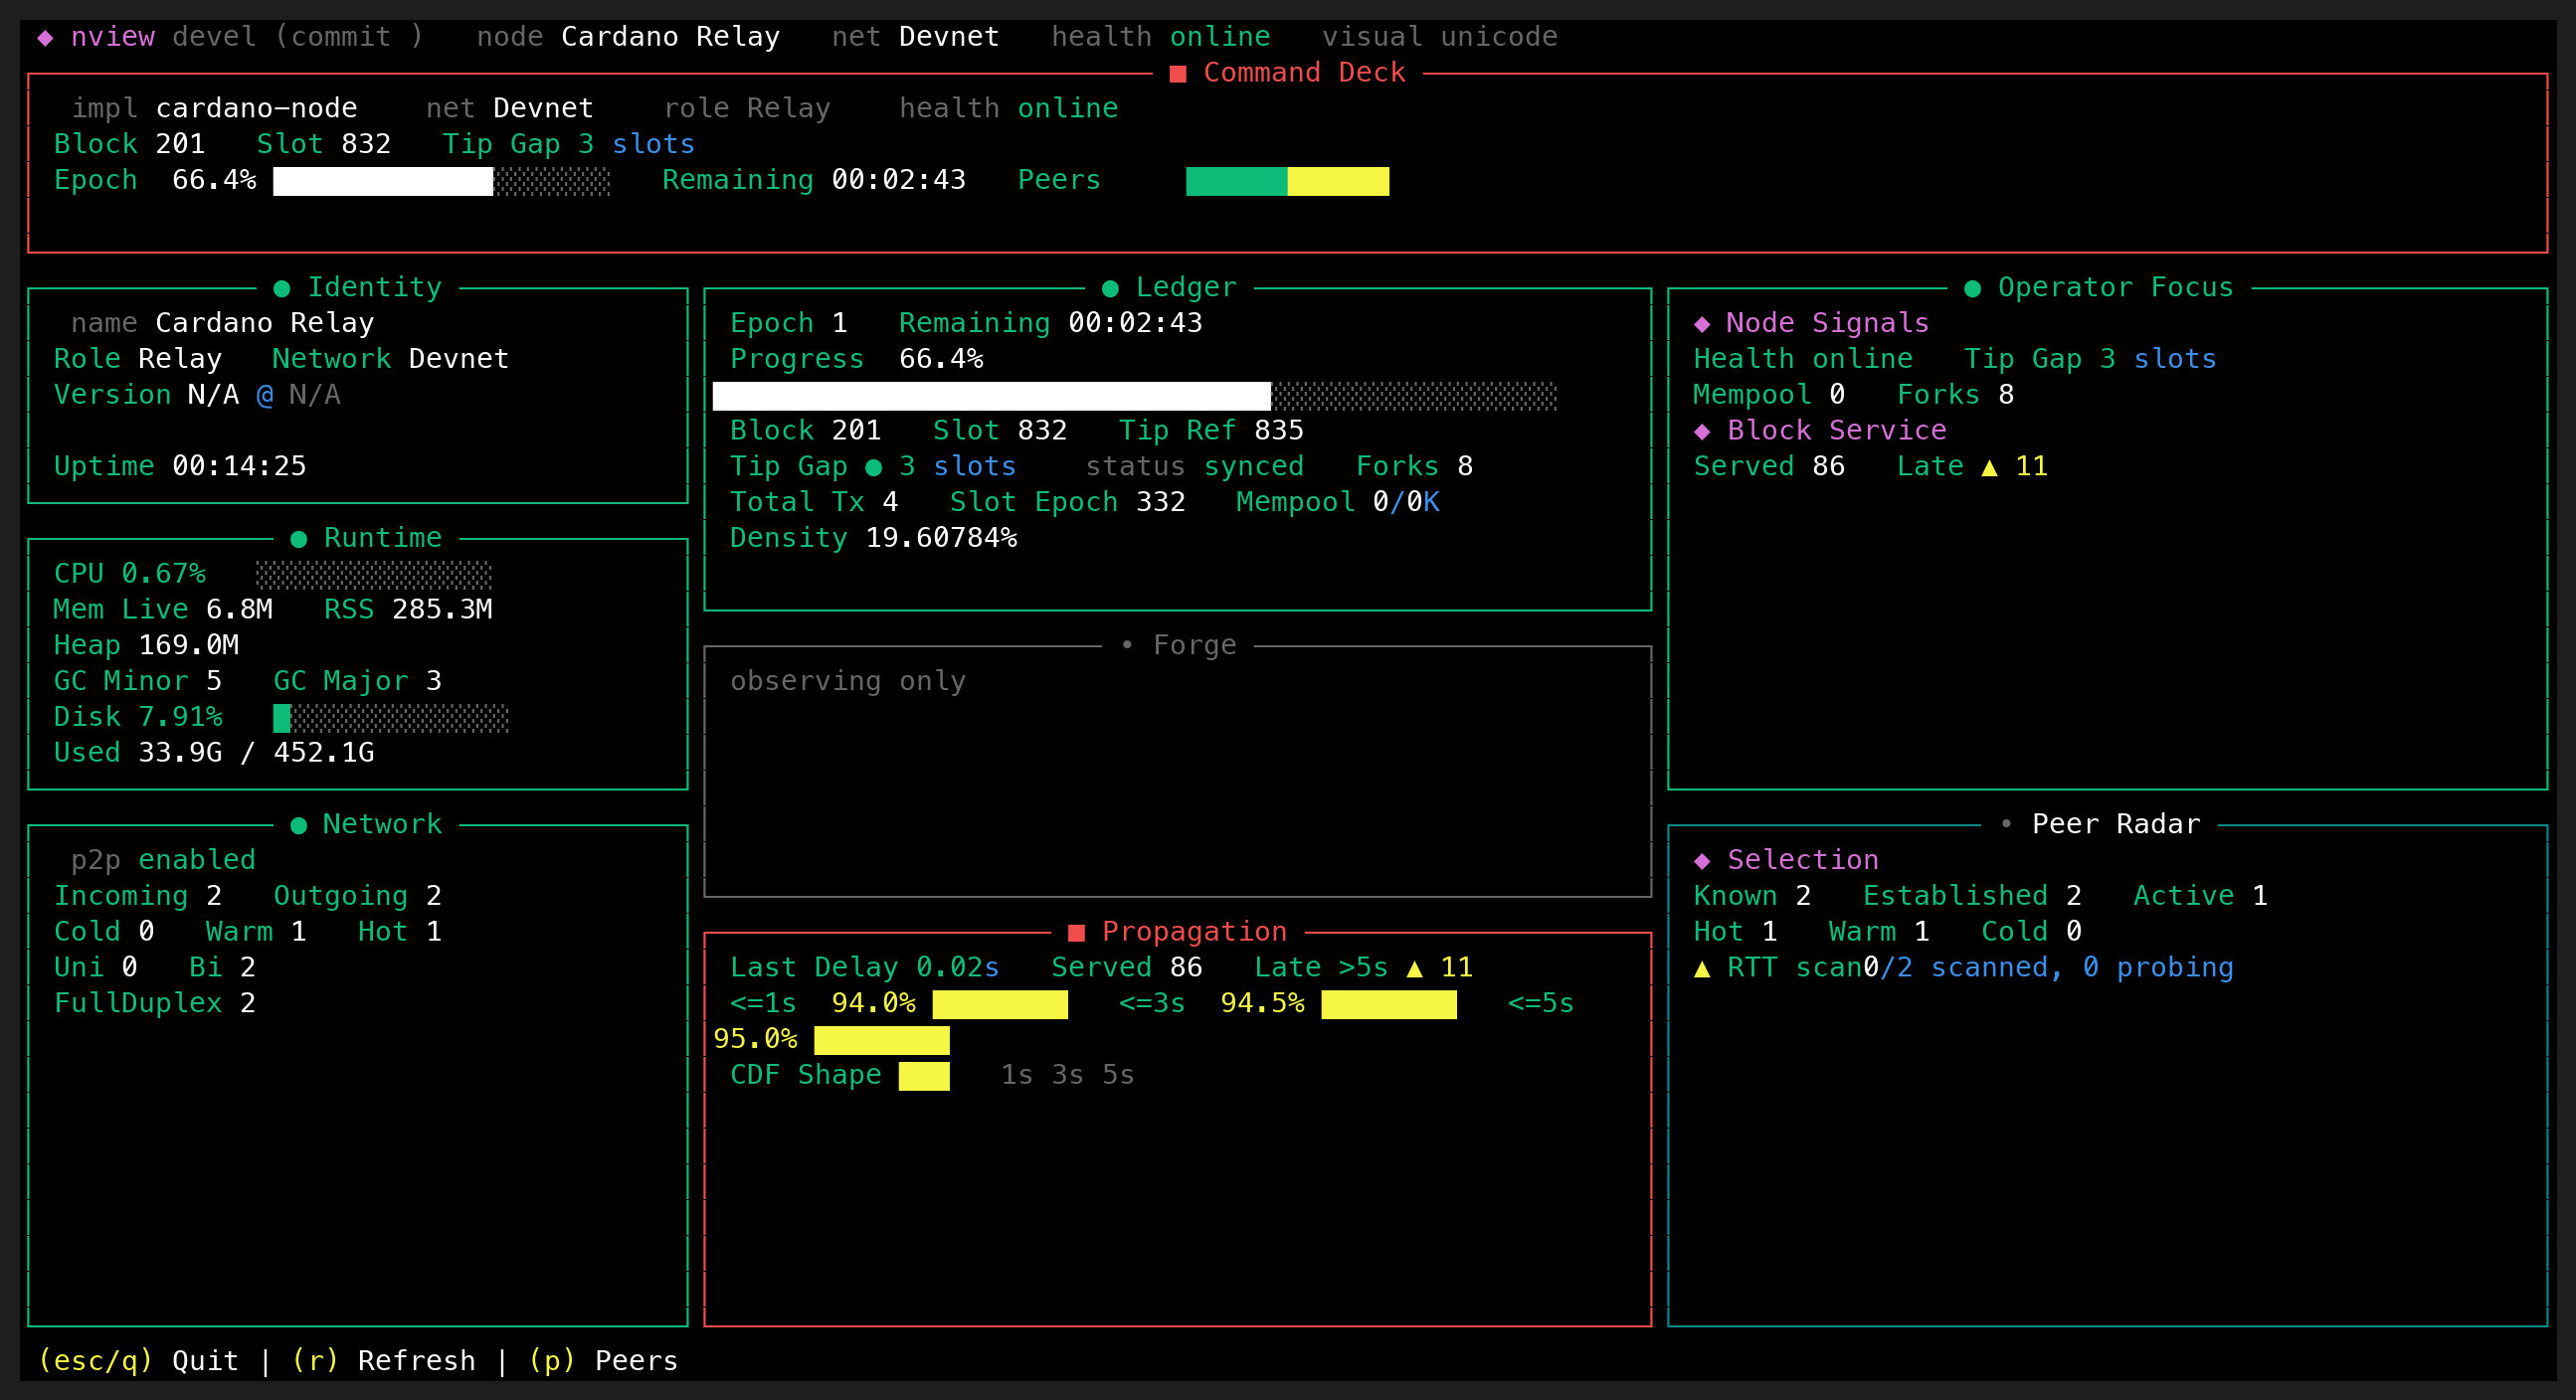 ◆ nview devel (commit ) node Cardano Relay net Devnet health online visual unicode
■ Command Deck
impl cardano-node net Devnet role Relay health online
Block 201 Slot 832 Tip Gap 3 slots
Epoch 66.4% Remaining 00:02:43 Peers
● Identity
name Cardano Relay
Role Relay Network Devnet
Version N/A @ N/A
Uptime 00:14:25
● Runtime
CPU 0.67%
Mem Live 6.8M RSS 285.3M
Heap 169.0M
GC Minor 5 GC Major 3
Disk 7.91%
Used 33.9G / 452.1G
● Network
p2p enabled
Incoming 2 Outgoing 2
Cold 0 Warm 1 Hot 1
Uni 0 Bi 2
FullDuplex 2
● Ledger
Epoch 1 Remaining 00:02:43
Progress 66.4%
Block 201 Slot 832 Tip Ref 835
Tip Gap ● 3 slots status synced Forks 8
Total Tx 4 Slot Epoch 332 Mempool 0/0K
Density 19.60784%
• Forge
observing only
■ Propagation
Last Delay 0.02s Served 86 Late >5s ▲ 11
<=1s 94.0% <=3s 94.5% <=5s
95.0%
CDF Shape 1s 3s 5s
● Operator Focus
◆ Node Signals
Health online Tip Gap 3 slots
Mempool 0 Forks 8
◆ Block Service
Served 86 Late ▲ 11
• Peer Radar
◆ Selection
Known 2 Established 2 Active 1
Hot 1 Warm 1 Cold 0
▲ RTT scan0/2 scanned, 0 probing
(esc/q) Quit | (r) Refresh | (p) Peers